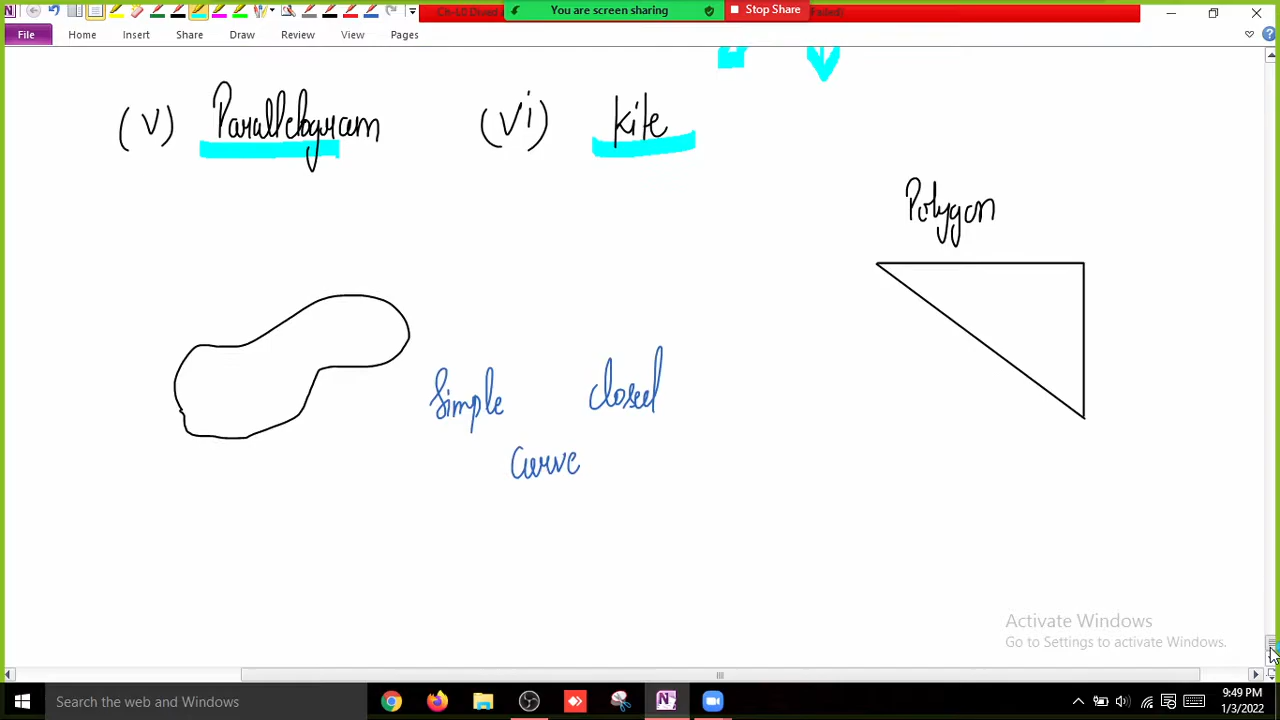 You are screen sharing
Stop Share
File Home Insert Share Draw Review View Pages
(V) Parallelogram (Vi) kite
Polygon
Simple closed
Curve
Activate Windows
Go to Settings to activate Windows.
Search the web and Windows
9:49 PM
1/3/2022